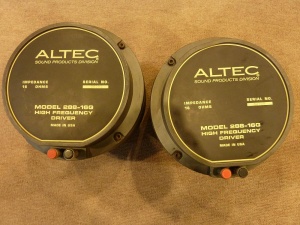 ALTEC
SOUND PRODUCTS DIVISION
IMPEDANCE SERIAL NO.
16 OHMS
MODEL 288-16G
HIGH FREQUENCY
DRIVER
MADE IN USA
ALTEC
SOUND PRODUCTS DIVISION
IMPEDANCE SERIAL NO.
16 OHMS
MODEL 288-16G
HIGH FREQUENCY
DRIVER
MADE IN USA